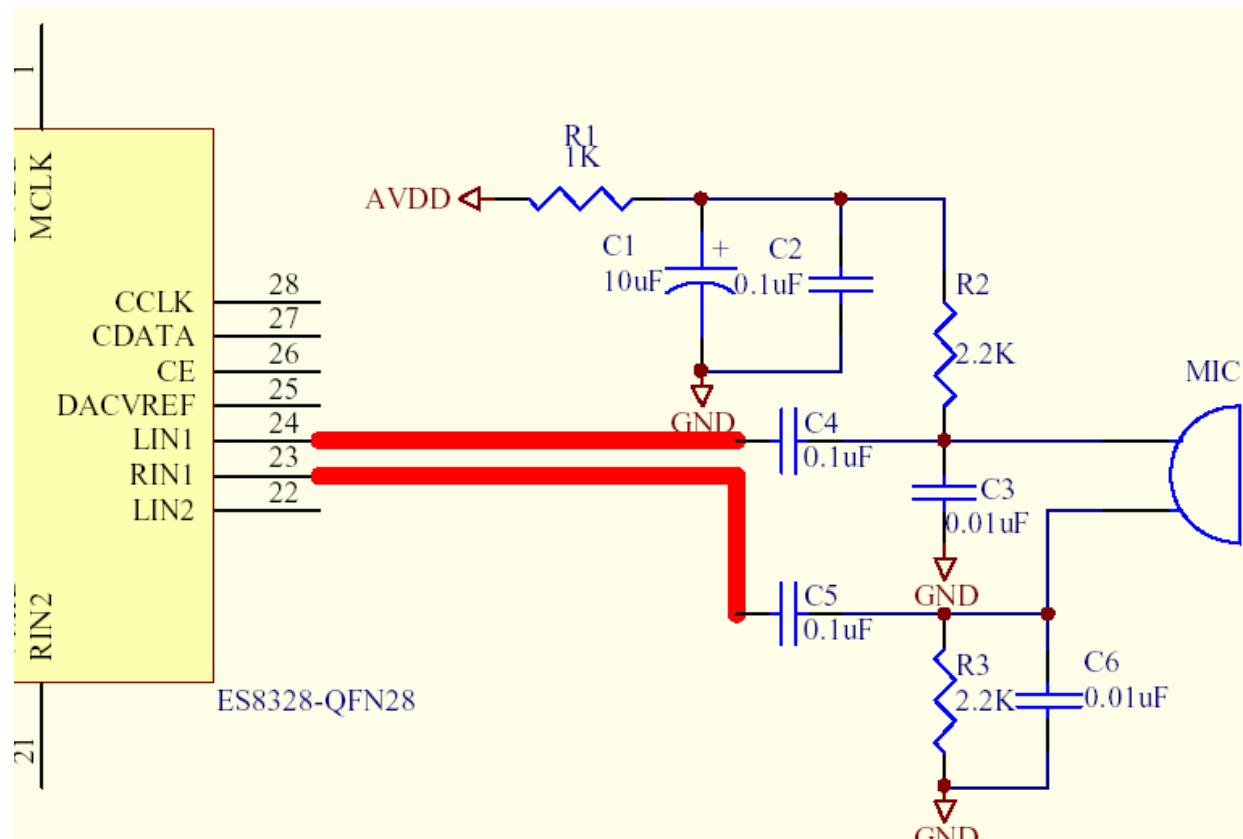 1
MCLK
R1
1K
AVDD
C1
10uF
+
C2
0.1uF
R2
2.2K
MIC
CCLK
28
CDATA
27
CE
26
DACVREF
25
LIN1
24
RIN1
23
LIN2
22
GND
C4
0.1uF
C3
0.01uF
GND
C5
0.1uF
RIN2
R3
2.2K
C6
0.01uF
ES8328-QFN28
21
GND